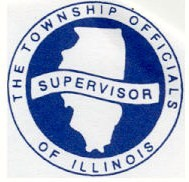 THE TOWNSHIP OFFICIALS
SUPERVISOR
OF ILLINOIS